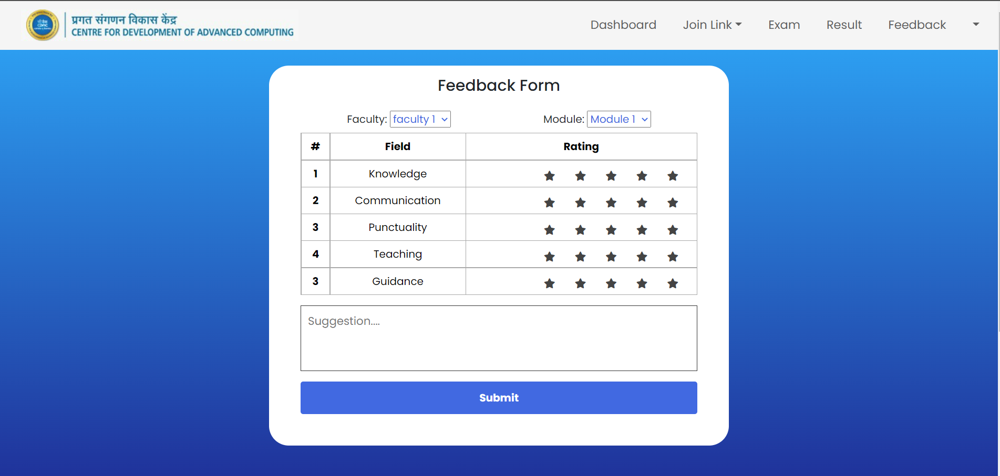 प्रगत संगणन विकास केंद्र
CENTRE FOR DEVELOPMENT OF ADVANCED COMPUTING
Dashboard Join Link Exam Result Feedback
Feedback Form
Faculty: faculty 1 Module: Module 1
# Field Rating
1 Knowledge
2 Communication
3 Punctuality
4 Teaching
3 Guidance
Suggestion....
Submit